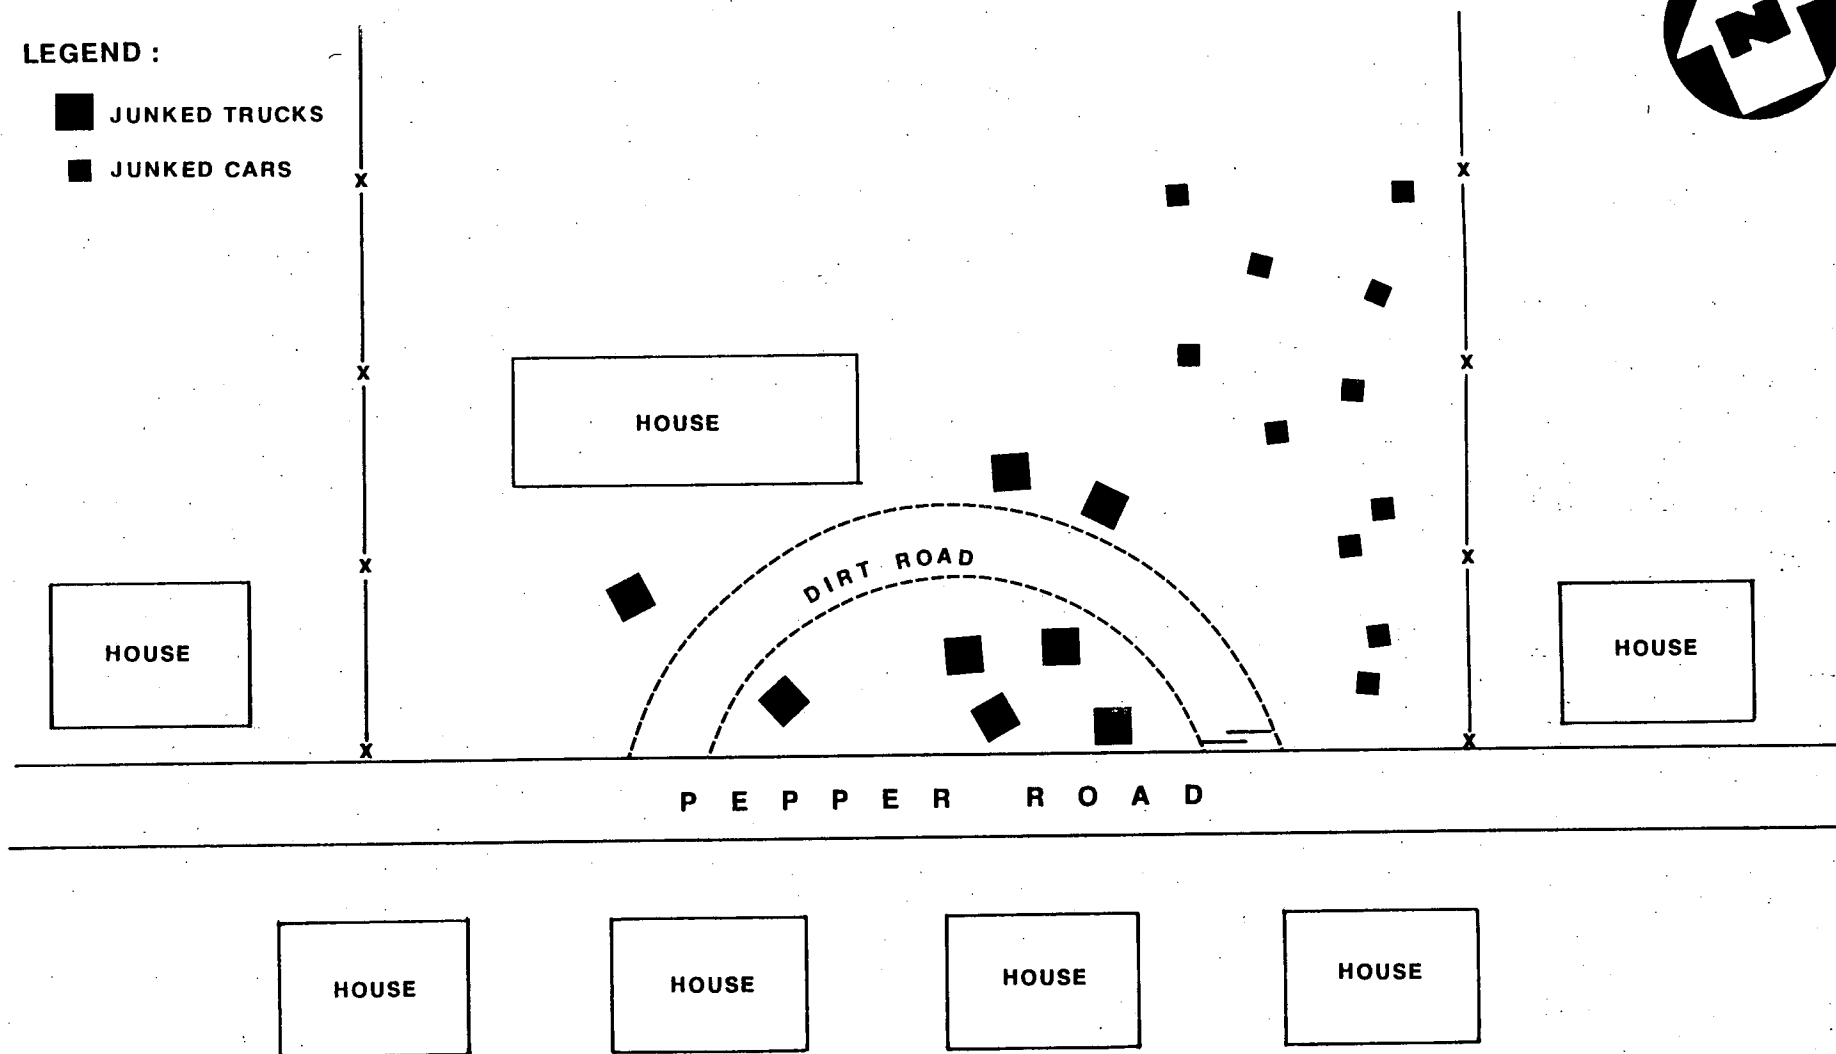 LEGEND :
JUNKED TRUCKS
JUNKED CARS
N
X
X
X
X
HOUSE
X
X
DIRT ROAD
X
X
HOUSE
HOUSE
PEPPER ROAD
HOUSE
HOUSE
HOUSE
HOUSE